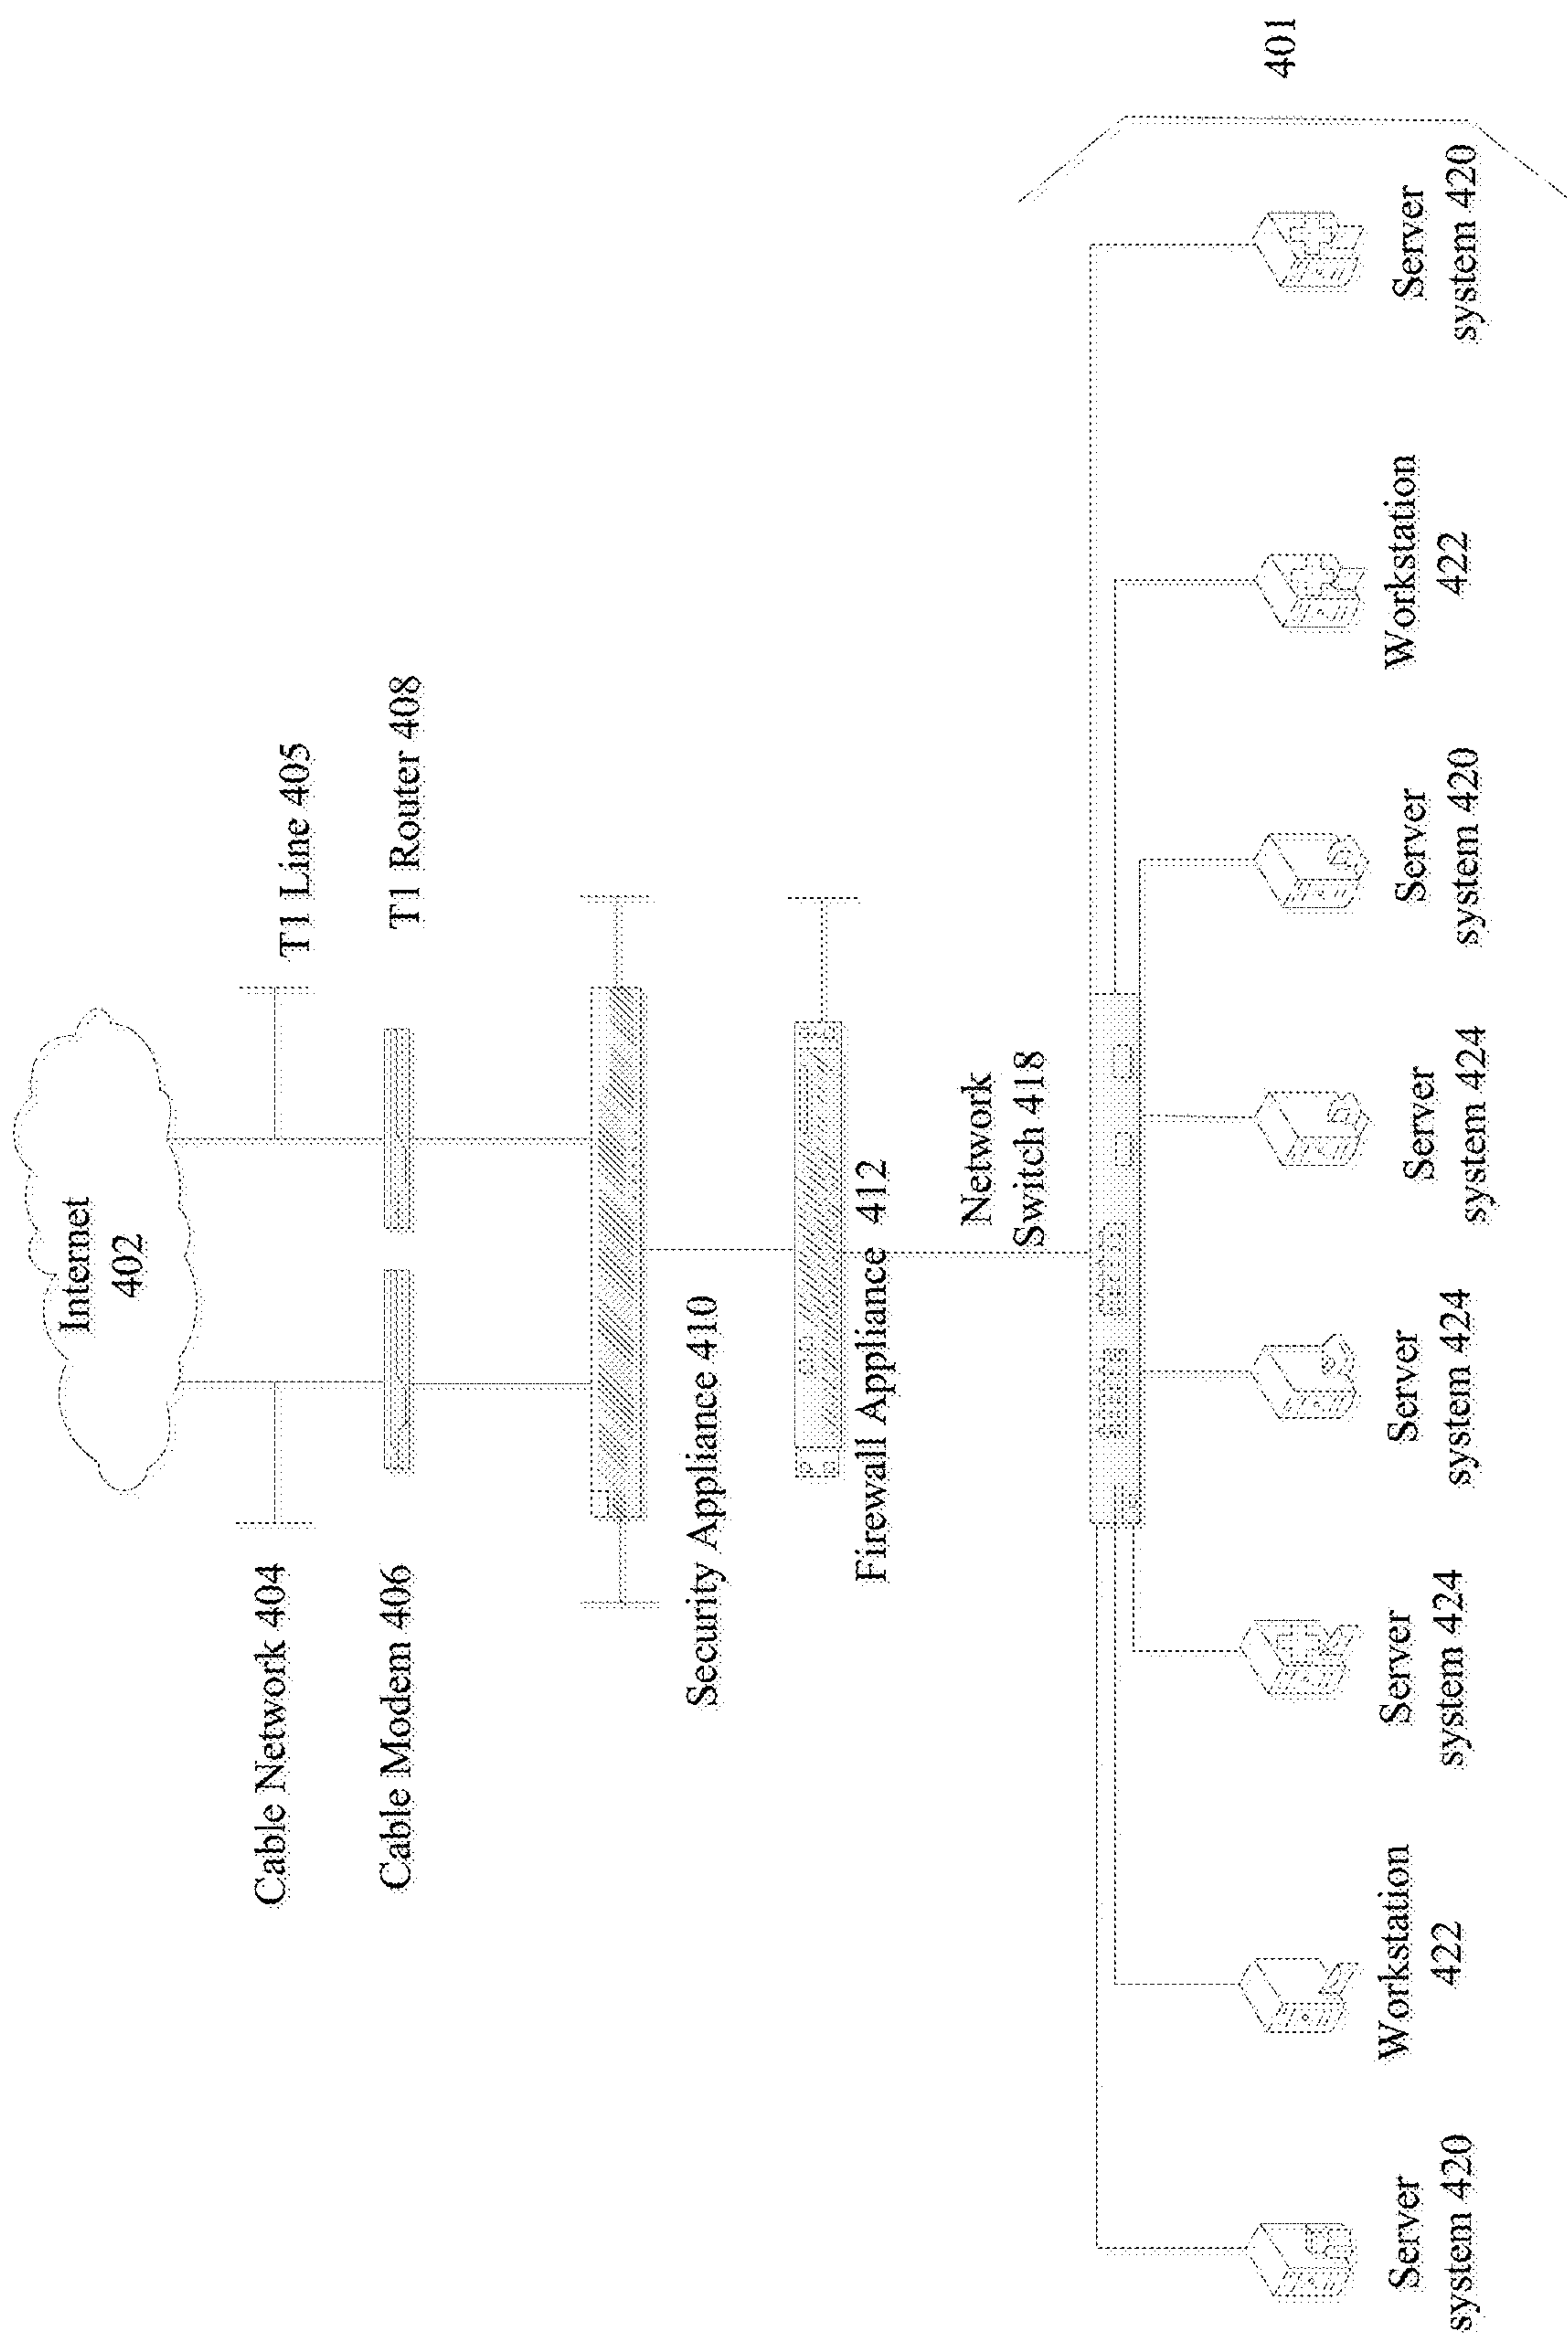 Internet
402
Cable Network 404
T1 Line 405
Cable Modem 406
T1 Router 408
Security Appliance 410
Firewall Appliance 412
Network
Switch 418
401
Server
system 420
Workstation
422
Server
system 424
Server
system 424
Server
system 424
Server
system 420
Workstation
422
Server
system 420